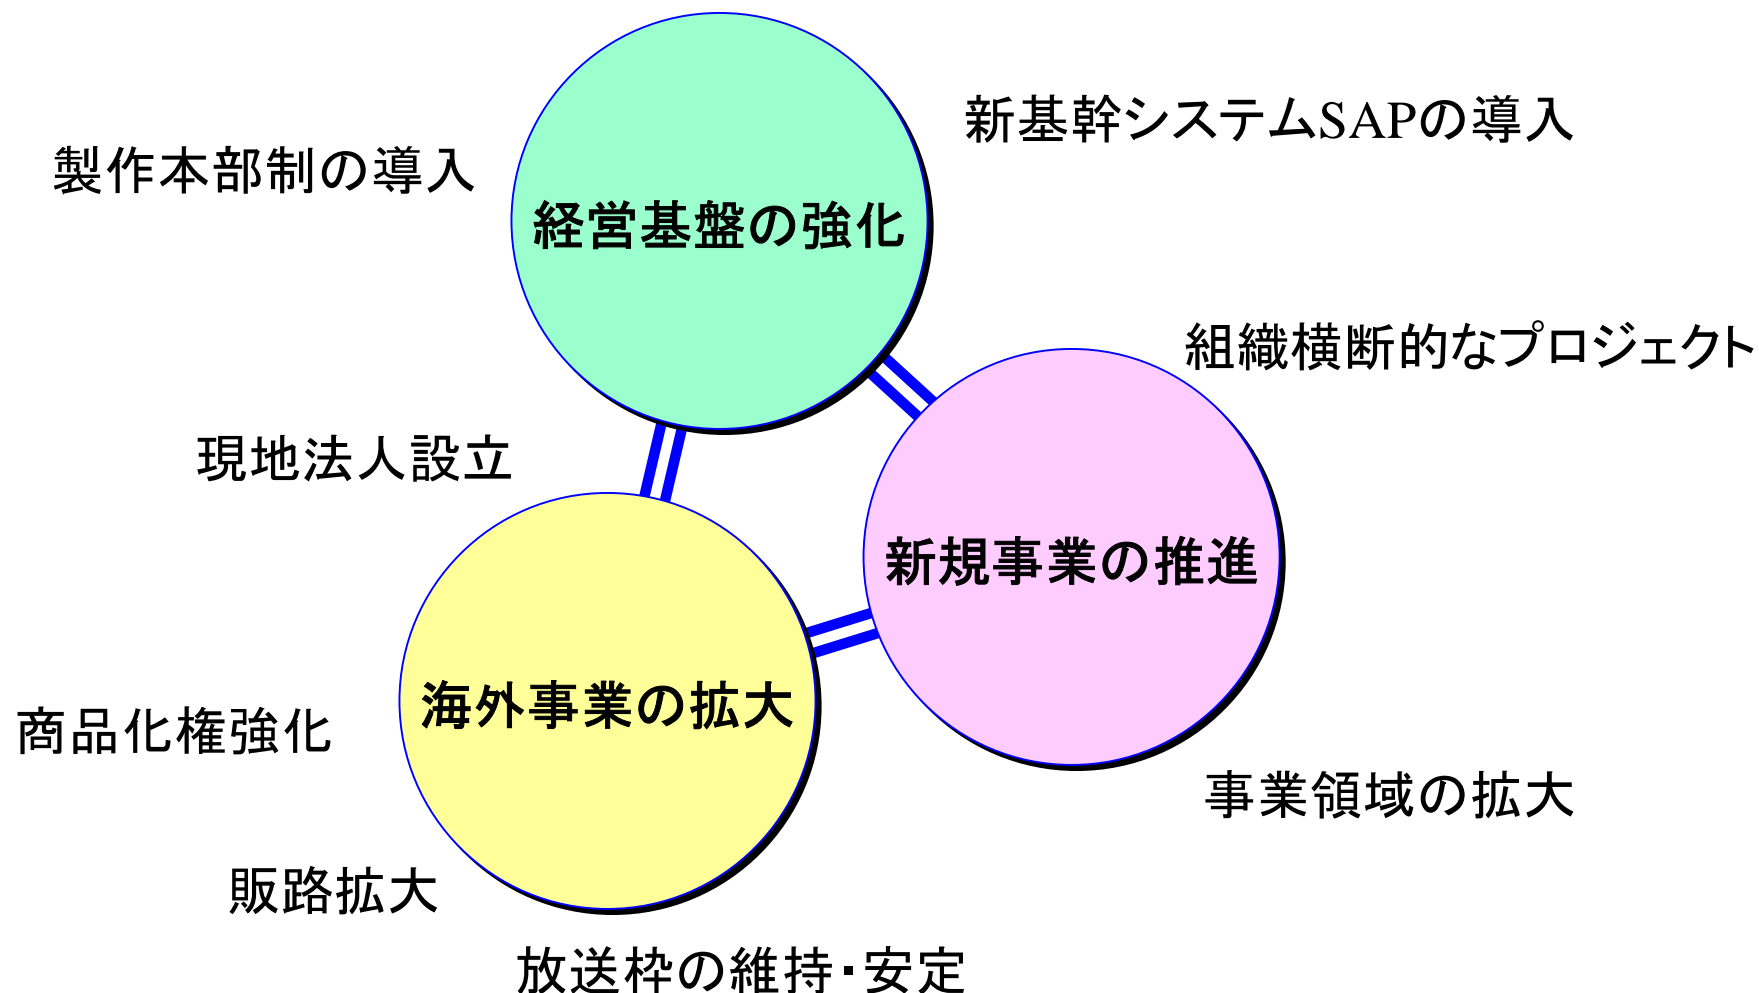 新基幹システムSAPの導入
製作本部制の導入
経営基盤の強化
組織横断的なプロジェクト
現地法人設立
新規事業の推進
海外事業の拡大
商品化権強化
事業領域の拡大
販路拡大
放送枠の維持・安定